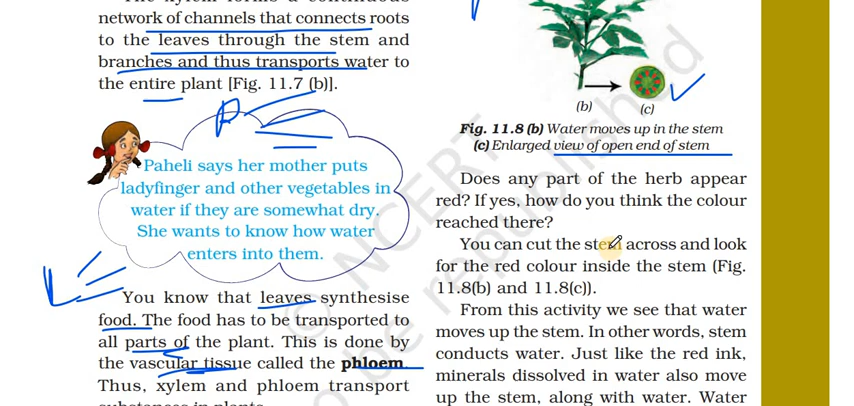 network of channels that connects roots
to the leaves through the stem and
branches and thus transports water to
the entire plant [Fig. 11.7 (b)].
Paheli says her mother puts
ladyfinger and other vegetables in
water if they are somewhat dry.
She wants to know how water
enters into them.
You know that leaves synthesise
food. The food has to be transported to
all parts of the plant. This is done by
the vascular tissue called the phloem.
Thus, xylem and phloem transport
substances in plants.
(b)
(c)
Fig. 11.8 (b) Water moves up in the stem
(c) Enlarged view of open end of stem
Does any part of the herb appear
red? If yes, how do you think the colour
reached there?
You can cut the stem across and look
for the red colour inside the stem (Fig.
11.8(b) and 11.8(c)).
From this activity we see that water
moves up the stem. In other words, stem
conducts water. Just like the red ink,
minerals dissolved in water also move
up the stem, along with water. Water
© NCERT
be republished